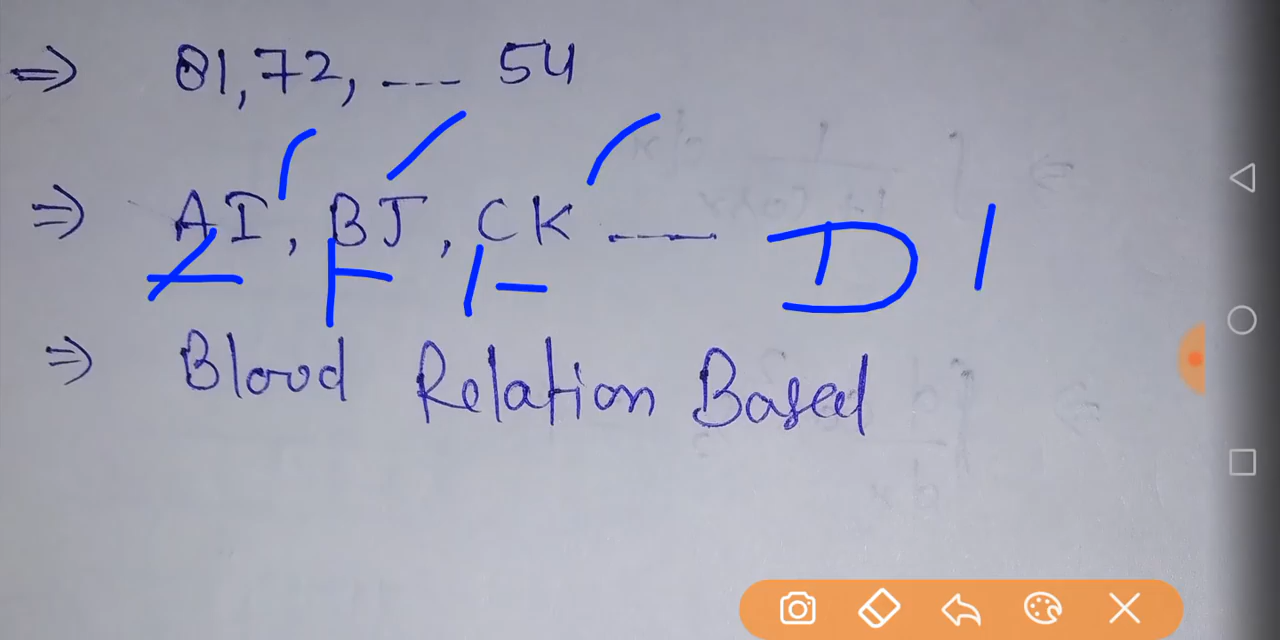 ⇒ 81, 72, --- 54
⇒ AI, BJ, CK --- D I
⇒ Blood Relation Based